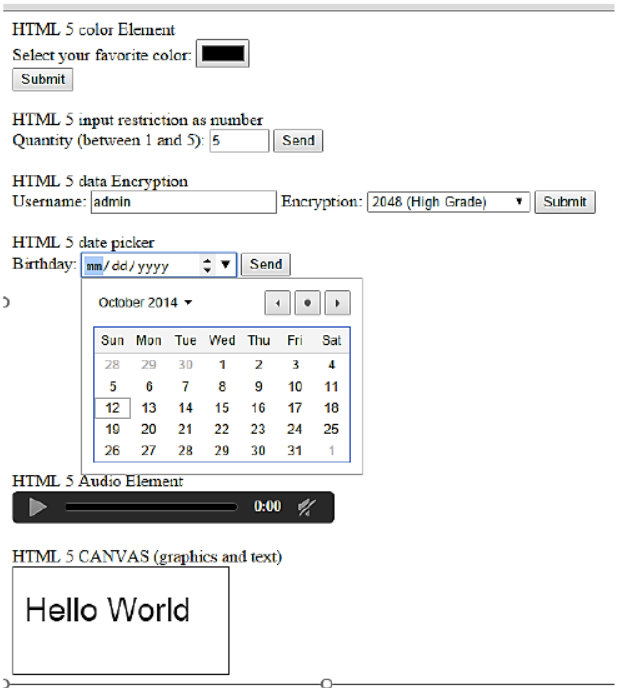 HTML 5 color Element
Select your favorite color:
Submit
HTML 5 input restriction as number
Quantity (between 1 and 5): 5 Send
HTML 5 data Encryption
Username: admin Encryption: 2048 (High Grade) Submit
HTML 5 date picker
Birthday: mm/dd/yyyy Send
October 2014
Sun Mon Tue Wed Thu Fri Sat
28 29 30 1 2 3 4
5 6 7 8 9 10 11
12 13 14 15 16 17 18
19 20 21 22 23 24 25
26 27 28 29 30 31 1
HTML 5 Audio Element
0:00
HTML 5 CANVAS (graphics and text)
Hello World